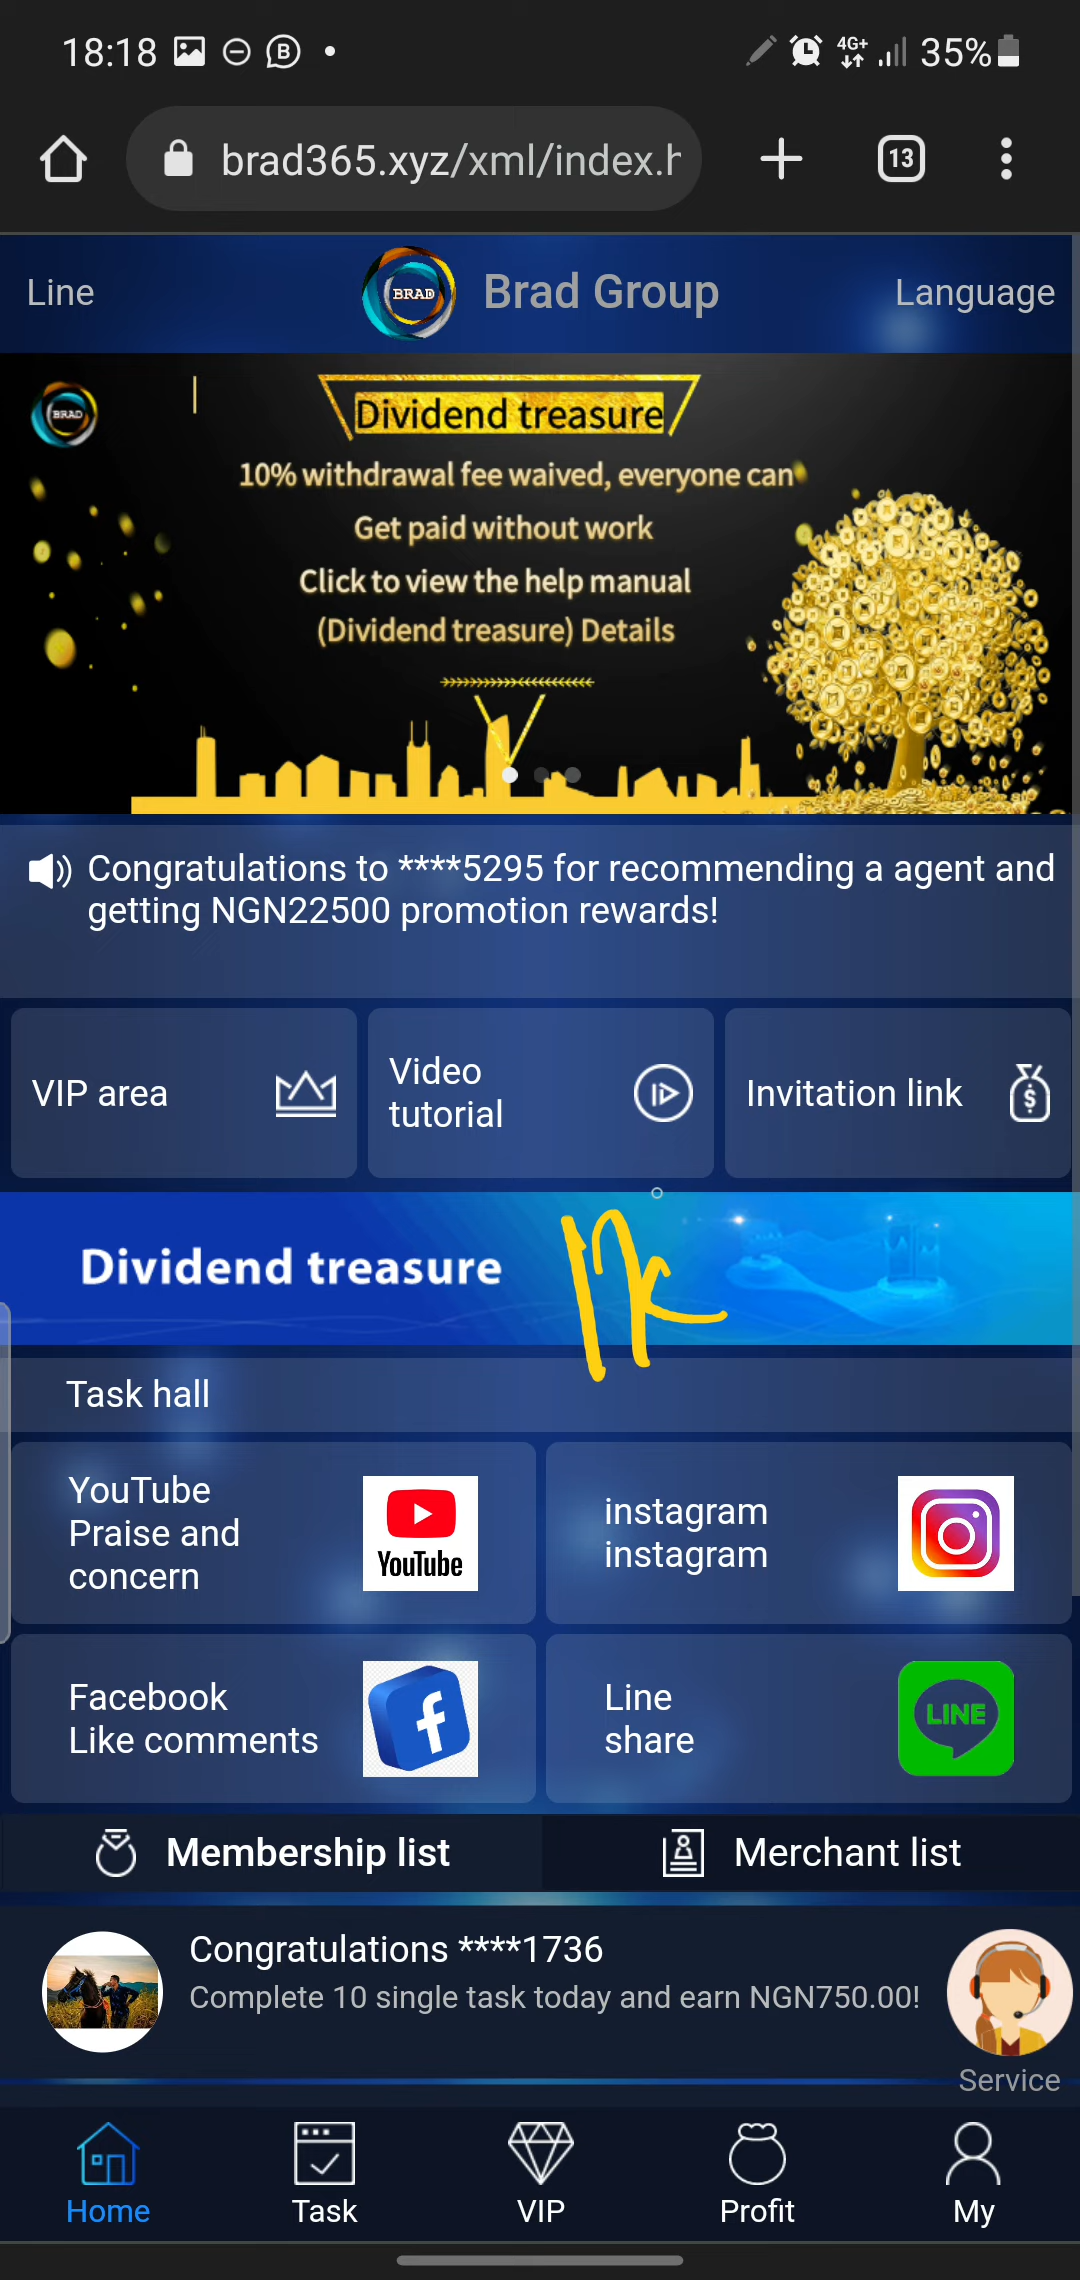 18:18
4G+
35%
brad365.xyz/xml/index.h
13
Line
BRAD
Brad Group
Language
BRAD
Dividend treasure
10% withdrawal fee waived, everyone can
Get paid without work
Click to view the help manual
(Dividend treasure) Details
Congratulations to ****5295 for recommending a agent and
getting NGN22500 promotion rewards!
VIP area
Video
tutorial
Invitation link
Dividend treasure
Task hall
YouTube
Praise and
concern
YouTube
instagram
instagram
Facebook
Like comments
Line
share
LINE
Membership list
Merchant list
Congratulations ****1736
Complete 10 single task today and earn NGN750.00!
Service
Home
Task
VIP
Profit
My